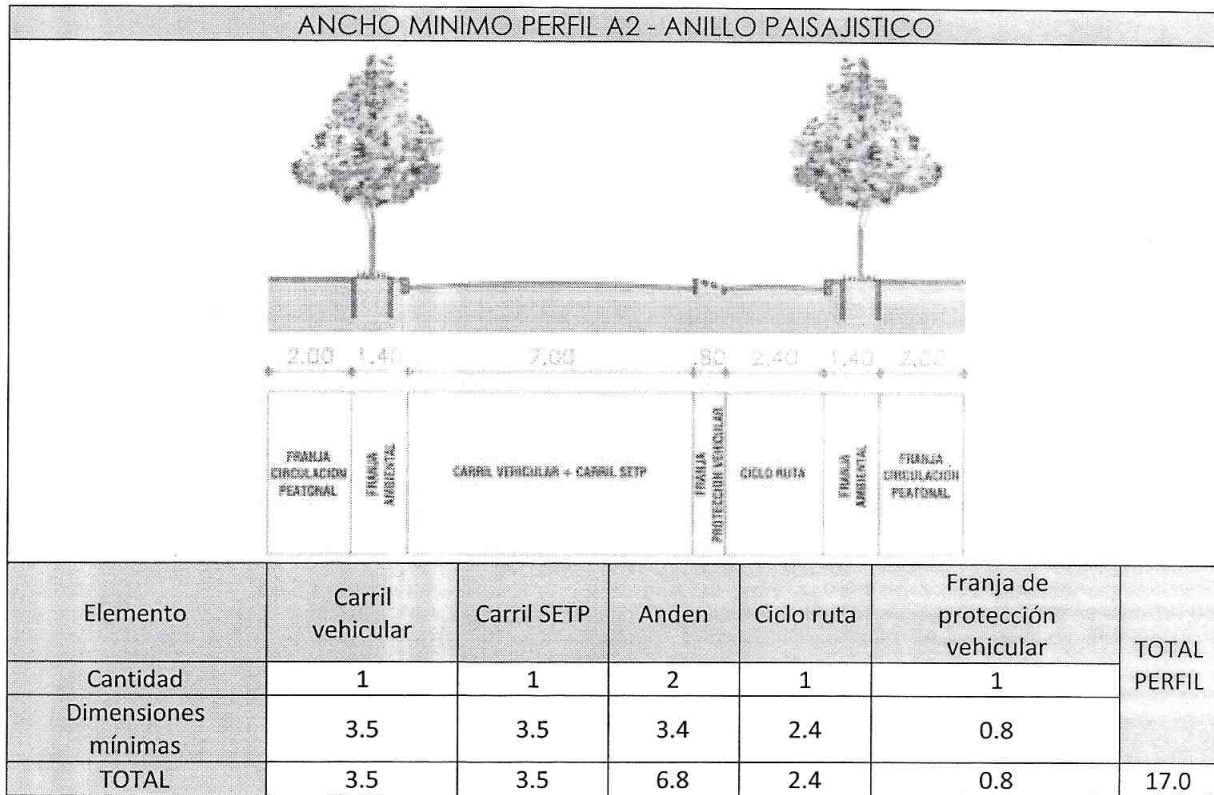 ANCHO MINIMO PERFIL A2 - ANILLO PAISAJISTICO
2.00 1.40 7.00 .80 2.40 1.40 2.00
FRANJA CIRCULACION PEATONAL
FRANJA AMBIENTAL
CARRIL VEHICULAR + CARRIL SETP
FRANJA PROTECCION VEHICULAR
CICLO RUTA
FRANJA AMBIENTAL
FRANJA CIRCULACION PEATONAL
Elemento Carril vehicular Carril SETP Anden Ciclo ruta Franja de protección vehicular TOTAL PERFIL
Cantidad 1 1 2 1 1
Dimensiones mínimas 3.5 3.5 3.4 2.4 0.8
TOTAL 3.5 3.5 6.8 2.4 0.8 17.0